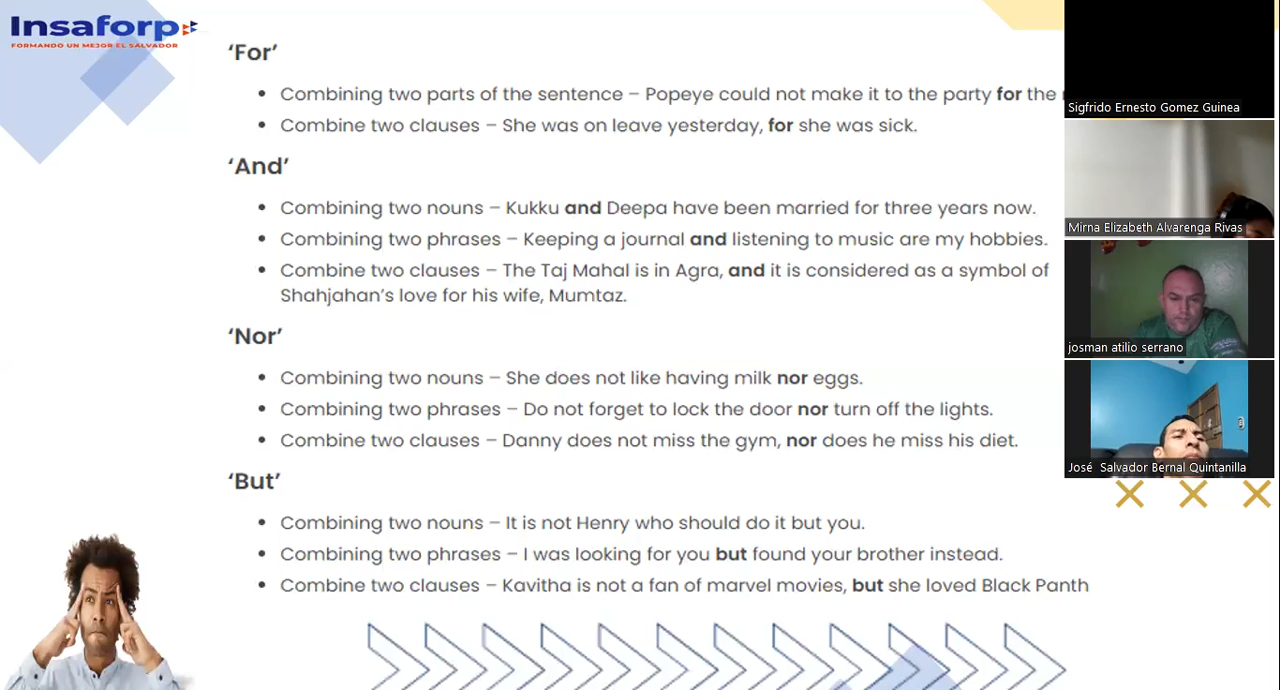 Insaforp
FORMANDO UN MEJOR EL SALVADOR
‘For’
• Combining two parts of the sentence – Popeye could not make it to the party for the
• Combine two clauses – She was on leave yesterday, for she was sick.
‘And’
• Combining two nouns – Kukku and Deepa have been married for three years now.
• Combining two phrases – Keeping a journal and listening to music are my hobbies.
• Combine two clauses – The Taj Mahal is in Agra, and it is considered as a symbol of
Shahjahan’s love for his wife, Mumtaz.
‘Nor’
• Combining two nouns – She does not like having milk nor eggs.
• Combining two phrases – Do not forget to lock the door nor turn off the lights.
• Combine two clauses – Danny does not miss the gym, nor does he miss his diet.
‘But’
• Combining two nouns – It is not Henry who should do it but you.
• Combining two phrases – I was looking for you but found your brother instead.
• Combine two clauses – Kavitha is not a fan of marvel movies, but she loved Black Panth
Sigfrido Ernesto Gomez Guinea
Mirna Elizabeth Alvarenga Rivas
josman atilio serrano
José Salvador Bernal Quintanilla